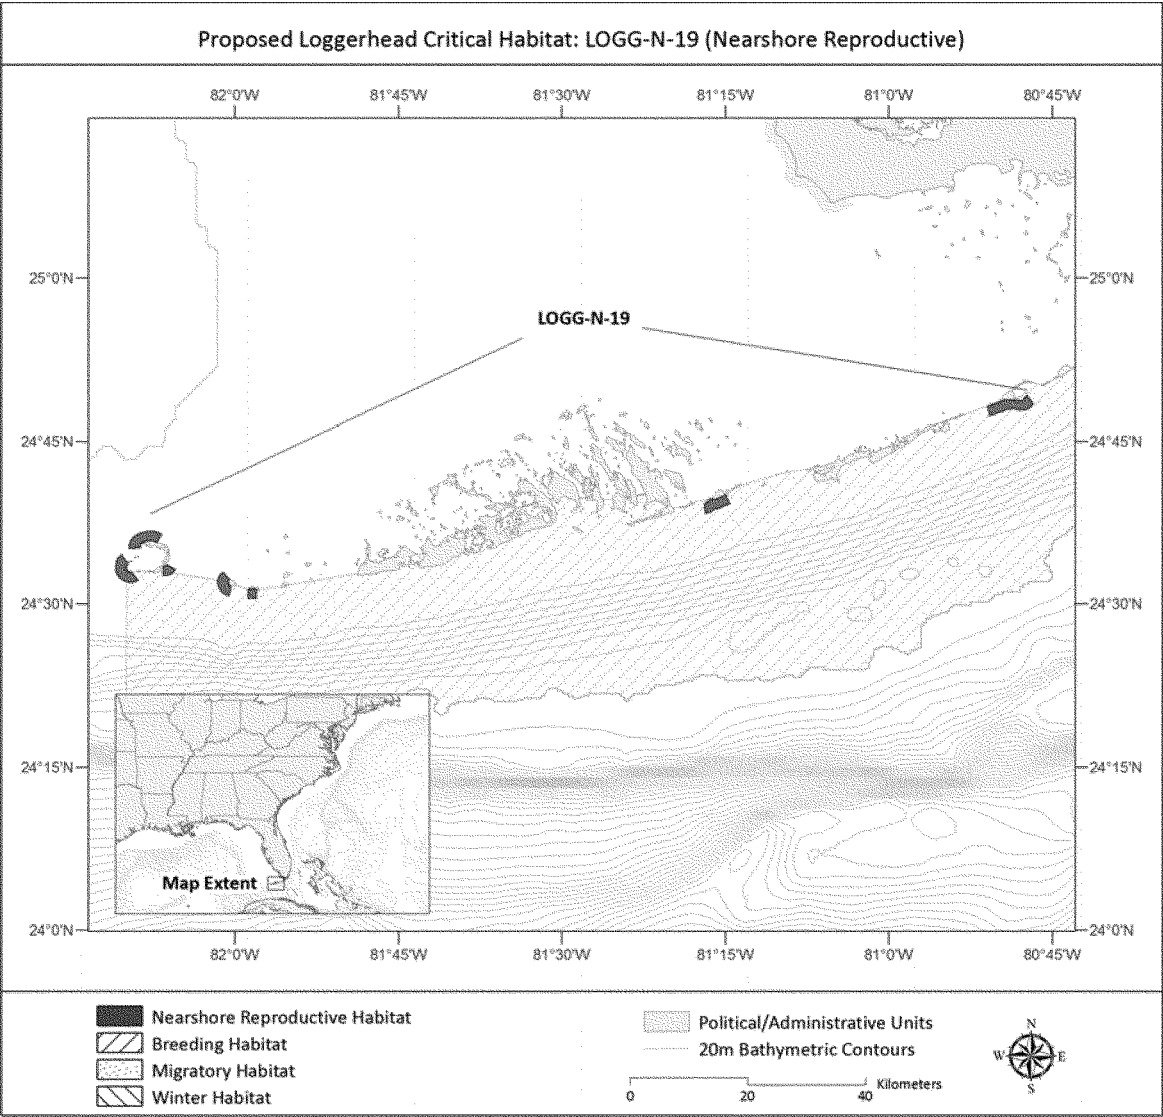 Proposed Loggerhead Critical Habitat: LOGG-N-19 (Nearshore Reproductive)
82°0'W 81°45'W 81°30'W 81°15'W 81°0'W 80°45'W
25°0'N 25°0'N
LOGG-N-19
24°45'N 24°45'N
24°30'N 24°30'N
24°15'N 24°15'N
Map Extent
24°0'N 24°0'N
82°0'W 81°45'W 81°30'W 81°15'W 81°0'W 80°45'W
Nearshore Reproductive Habitat
Breeding Habitat
Migratory Habitat
Winter Habitat
Political/Administrative Units
20m Bathymetric Contours
Kilometers
0 20 40
N
W E
S